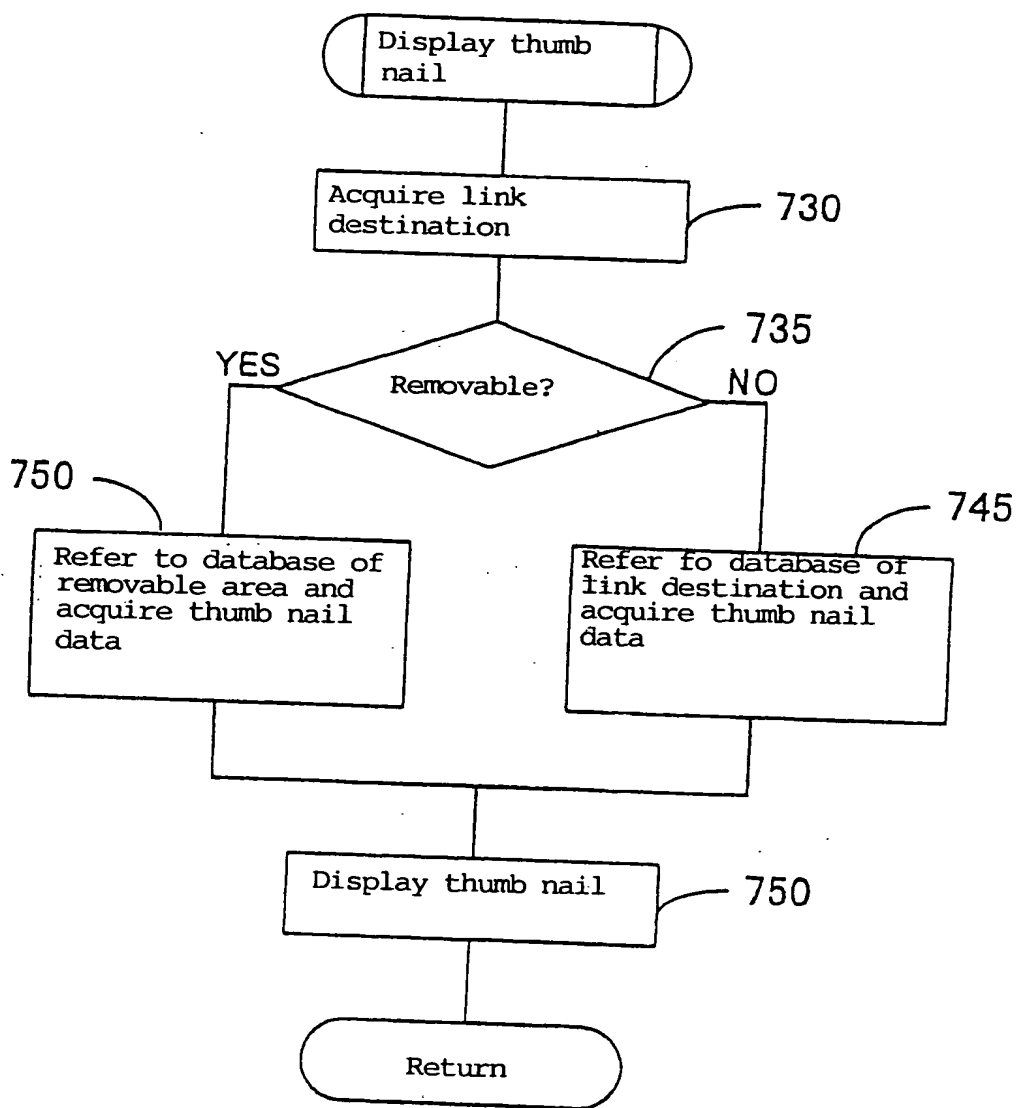 Display thumb
nail
Acquire link
destination
730
735
YES
Removable?
NO
750
745
Refer to database of
removable area and
acquire thumb nail
data
Refer fo database of
link destination and
acquire thumb nail
data
Display thumb nail
750
Return